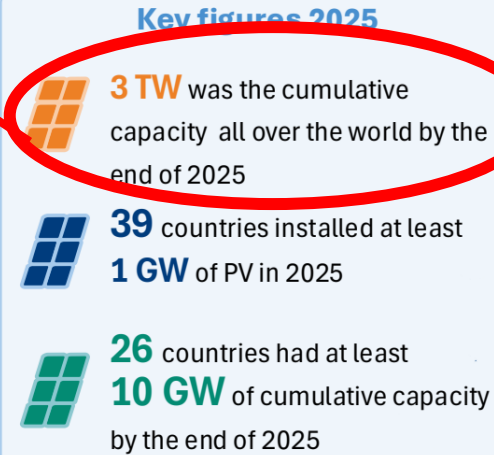 Key figures 2025
3 TW was the cumulative
capacity all over the world by the
end of 2025
39 countries installed at least
1 GW of PV in 2025
26 countries had at least
10 GW of cumulative capacity
by the end of 2025